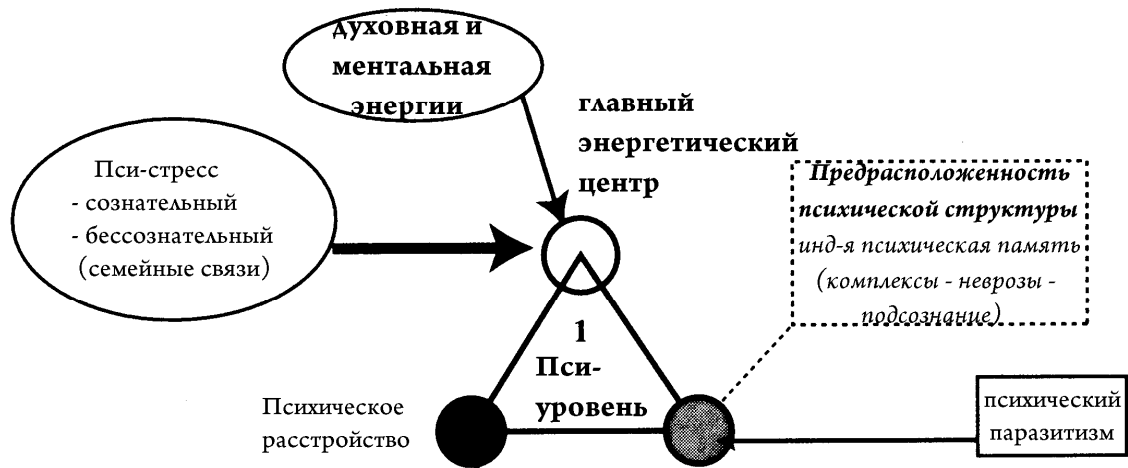 духовная и
ментальная
энергии
главный
энергетический
центр
Пси-стресс
- сознательный
- бессознательный
(семейные связи)
Предрасположенность
психической структуры
инд-я психическая память
(комплексы - неврозы -
подсознание)
1
Пси-
уровень
Психическое
расстройство
психический
паразитизм